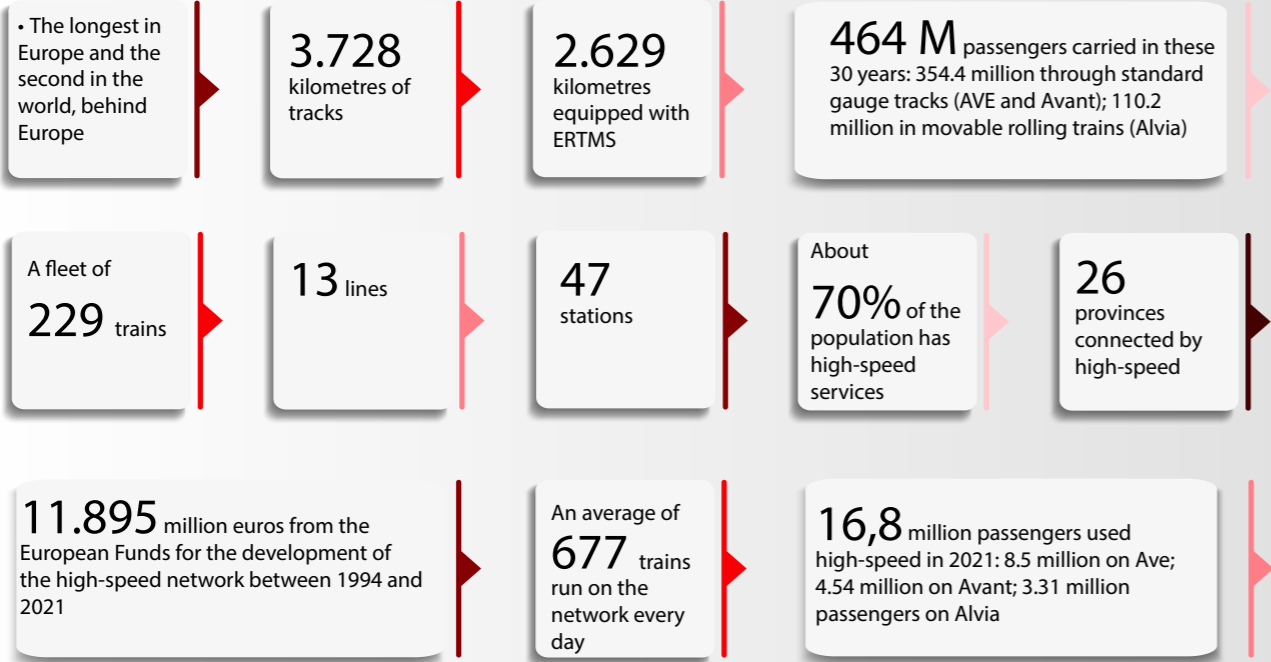 • The longest in
Europe and the
second in the
world, behind
Europe
3.728
kilometres of
tracks
2.629
kilometres
equipped with
ERTMS
464 M passengers carried in these
30 years: 354.4 million through standard
gauge tracks (AVE and Avant); 110.2
million in movable rolling trains (Alvia)
A fleet of
229 trains
13 lines
47
stations
About
70% of the
population has
high-speed
services
26
provinces
connected by
high-speed
11.895 million euros from the
European Funds for the development of
the high-speed network between 1994 and
2021
An average of
677 trains
run on the
network every
day
16,8 million passengers used
high-speed in 2021: 8.5 million on Ave;
4.54 million on Avant; 3.31 million
passengers on Alvia